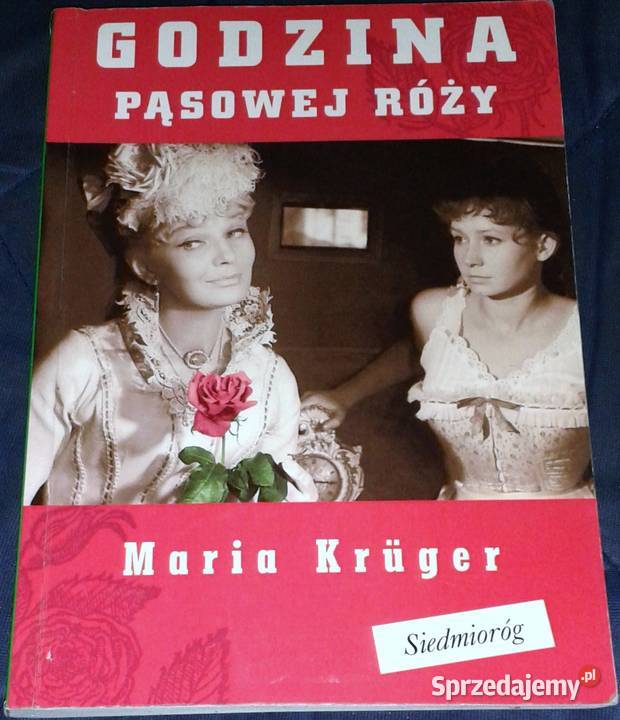 GODZINA
PĄSOWEJ RÓŻY
Maria Krüger
Siedmioróg
Sprzedajemy.pl